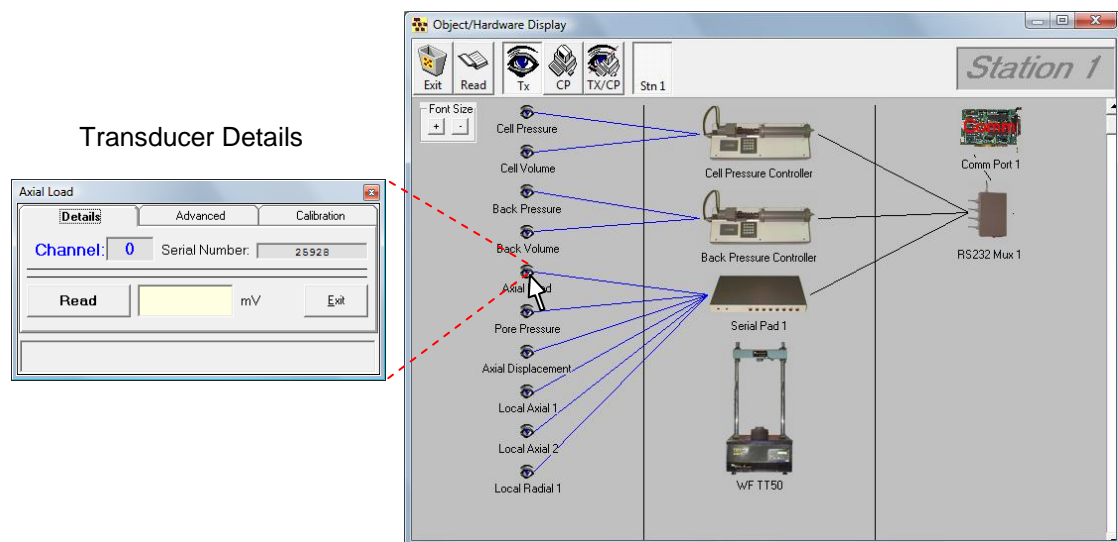 Transducer Details
Axial Load
Details Advanced Calibration
Channel: 0 Serial Number: 25928
Read mV Exit
Object/Hardware Display
Exit Read Tx CP TX/CP Stn 1
Station 1
Font Size
+ -
Cell Pressure
Cell Volume
Back Pressure
Back Volume
Axial Load
Pore Pressure
Axial Displacement
Local Axial 1
Local Axial 2
Local Radial 1
Cell Pressure Controller
Back Pressure Controller
Serial Pad 1
WF TT50
Comm
Comm Port 1
RS232 Mux 1